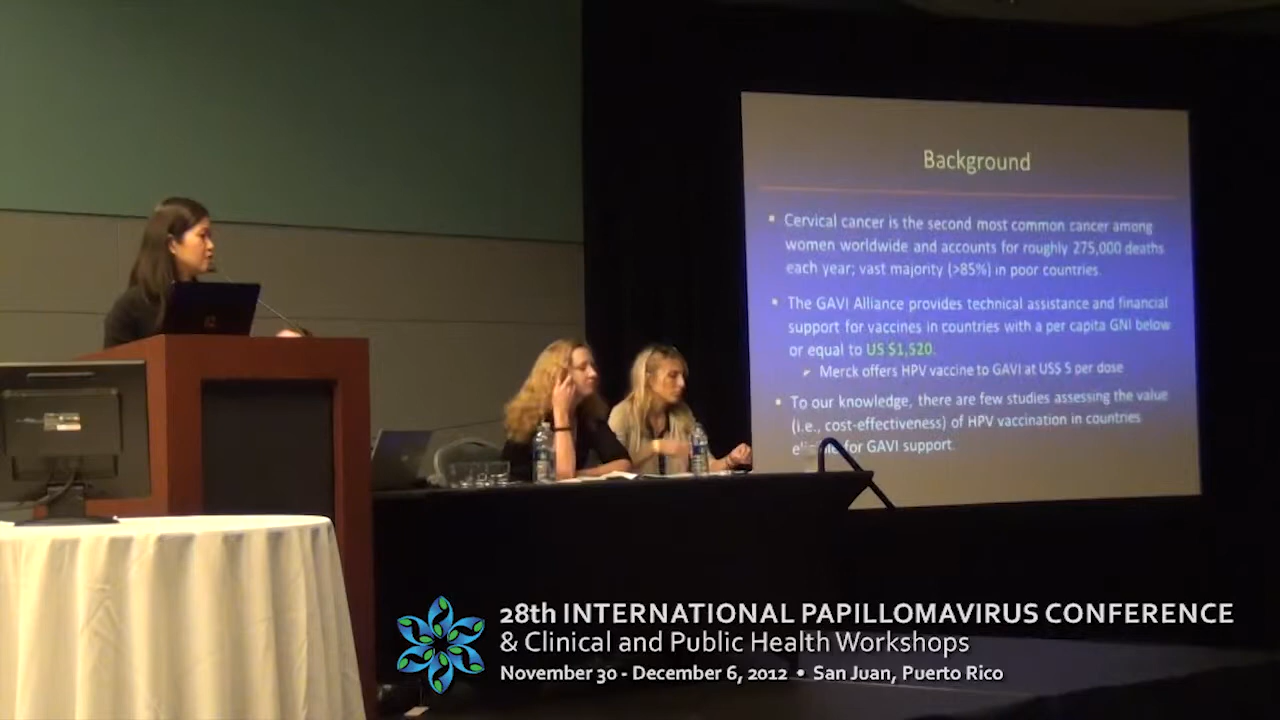 Background
Cervical cancer is the second most common cancer among
women worldwide and accounts for roughly 275,000 deaths
each year; vast majority (>85%) in poor countries.
The GAVI Alliance provides technical assistance and financial
support for vaccines in countries with a per capita GNI below
or equal to US $1,520.
Merck offers HPV vaccine to GAVI at US$ 5 per dose
To our knowledge, there are few studies assessing the value
(i.e., cost-effectiveness) of HPV vaccination in countries
for GAVI support.
28th INTERNATIONAL PAPILLOMAVIRUS CONFERENCE
& Clinical and Public Health Workshops
November 30 - December 6, 2012 • San Juan, Puerto Rico